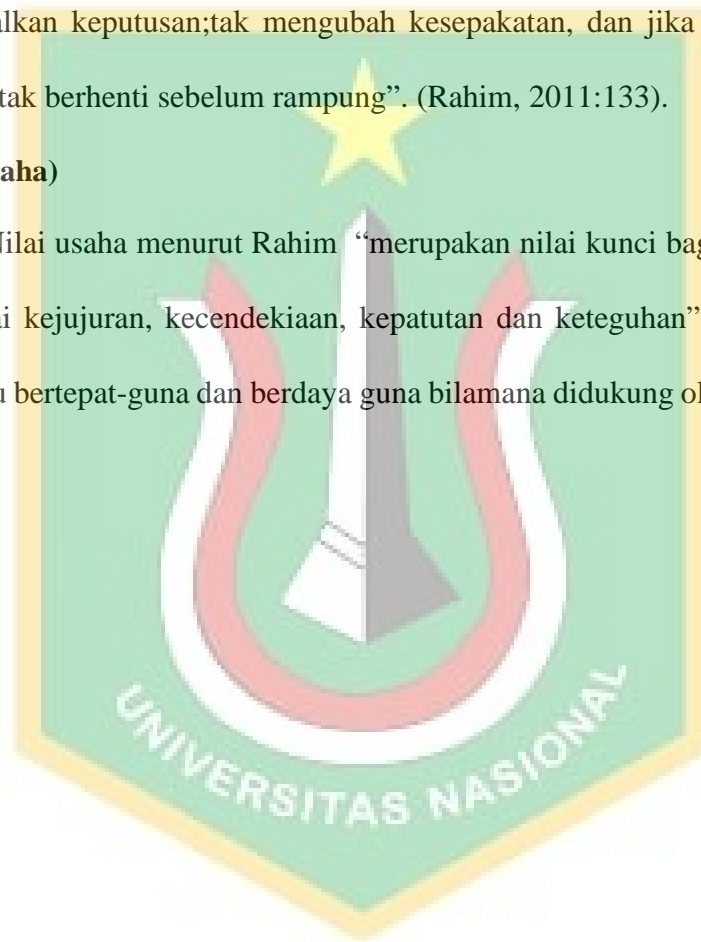 alkan keputusan;tak mengubah kesepakatan, dan jika
tak berhenti sebelum rampung”. (Rahim, 2011:133).
aha)
Nilai usaha menurut Rahim “merupakan nilai kunci bag
ai kejujuran, kecendekiaan, kepatutan dan keteguhan”
u bertepat-guna dan berdaya guna bilamana didukung ol
UNIVERSITAS NASIONAL